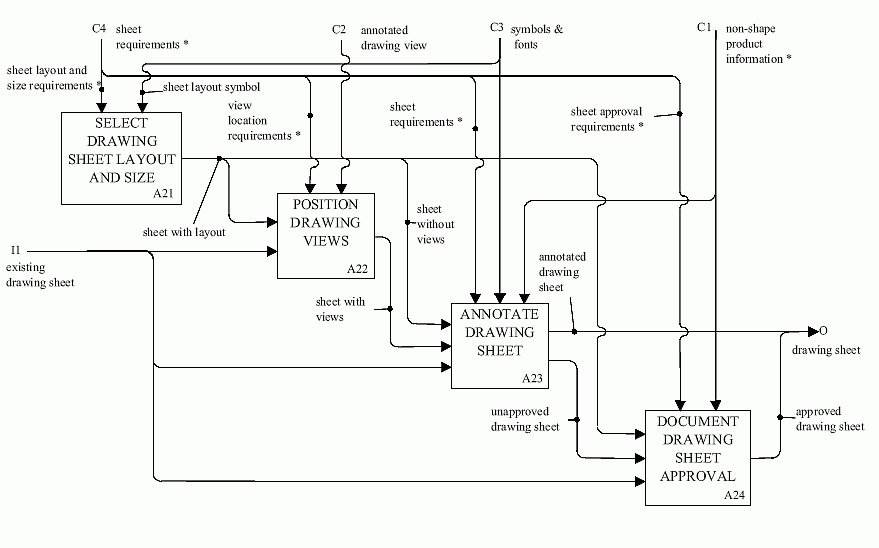 C4
sheet
requirements *
C2
annotated
drawing view
C3
symbols &
fonts
C1
non-shape
product
information *
sheet layout and
size requirements *
sheet layout symbol
view
location
requirements *
sheet
requirements *
sheet approval
requirements *
SELECT
DRAWING
SHEET LAYOUT
AND SIZE
A21
sheet with layout
POSITION
DRAWING
VIEWS
A22
sheet
without
views
I1
existing
drawing sheet
annotated
drawing
sheet
sheet with
views
ANNOTATE
DRAWING
SHEET
A23
O
drawing sheet
unapproved
drawing sheet
DOCUMENT
DRAWING
SHEET
APPROVAL
A24
approved
drawing sheet